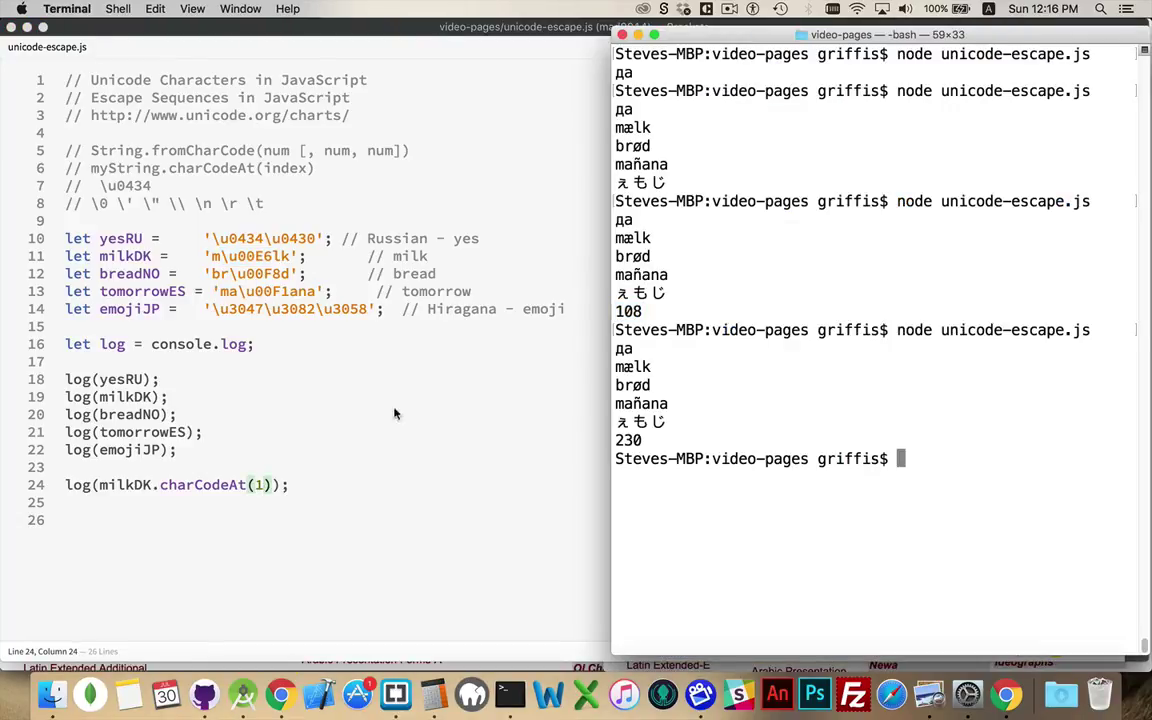 Terminal Shell Edit View Window Help 100% Sun 12:16 PM
video-pages/unicode-escape.js
unicode-escape.js
1 // Unicode Characters in JavaScript
2 // Escape Sequences in JavaScript
3 // http://www.unicode.org/charts/
4
5 // String.fromCharCode(num [, num, num])
6 // myString.charCodeAt(index)
7 //  \u0434
8 // \0 \' \" \\ \n \r \t
9
10 let yesRU =     '\u0434\u0430'; // Russian - yes
11 let milkDK =    'm\u00E6lk';       // milk
12 let breadNO =   'br\u00F8d';       // bread
13 let tomorrowES = 'ma\u00F1ana';     // tomorrow
14 let emojiJP =   '\u3047\u3082\u3058';  // Hiragana - emoji
15
16 let log = console.log;
17
18 log(yesRU);
19 log(milkDK);
20 log(breadNO);
21 log(tomorrowES);
22 log(emojiJP);
23
24 log(milkDK.charCodeAt(1));
25
26
Line 24, Column 24 — 26 Lines
video-pages — -bash — 59×33
Steves-MBP:video-pages griffis$ node unicode-escape.js
да
Steves-MBP:video-pages griffis$ node unicode-escape.js
да
mælk
brød
mañana
ぇもじ
Steves-MBP:video-pages griffis$ node unicode-escape.js
да
mælk
brød
mañana
ぇもじ
108
Steves-MBP:video-pages griffis$ node unicode-escape.js
да
mælk
brød
mañana
ぇもじ
230
Steves-MBP:video-pages griffis$
Latin Extended Additional
Latin Extended-E
Arabic Presentation
Newa
Ideographs